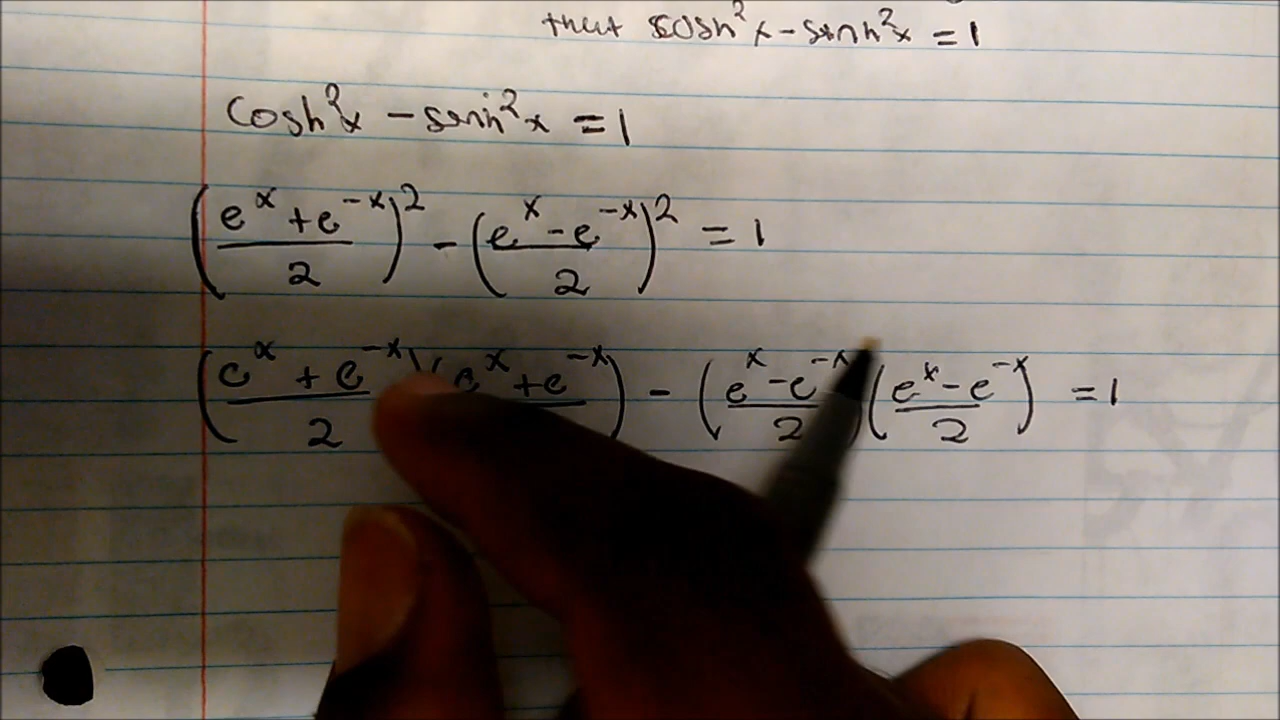 that cosh²x - sinh²x = 1
cosh²x - sinh²x = 1
((e^x + e^-x)/2)² - ((e^x - e^-x)/2)² = 1
((e^x + e^-x)/2)((e^x + e^-x) - ((e^x - e^-x)/2)((e^x - e^-x)/2) = 1